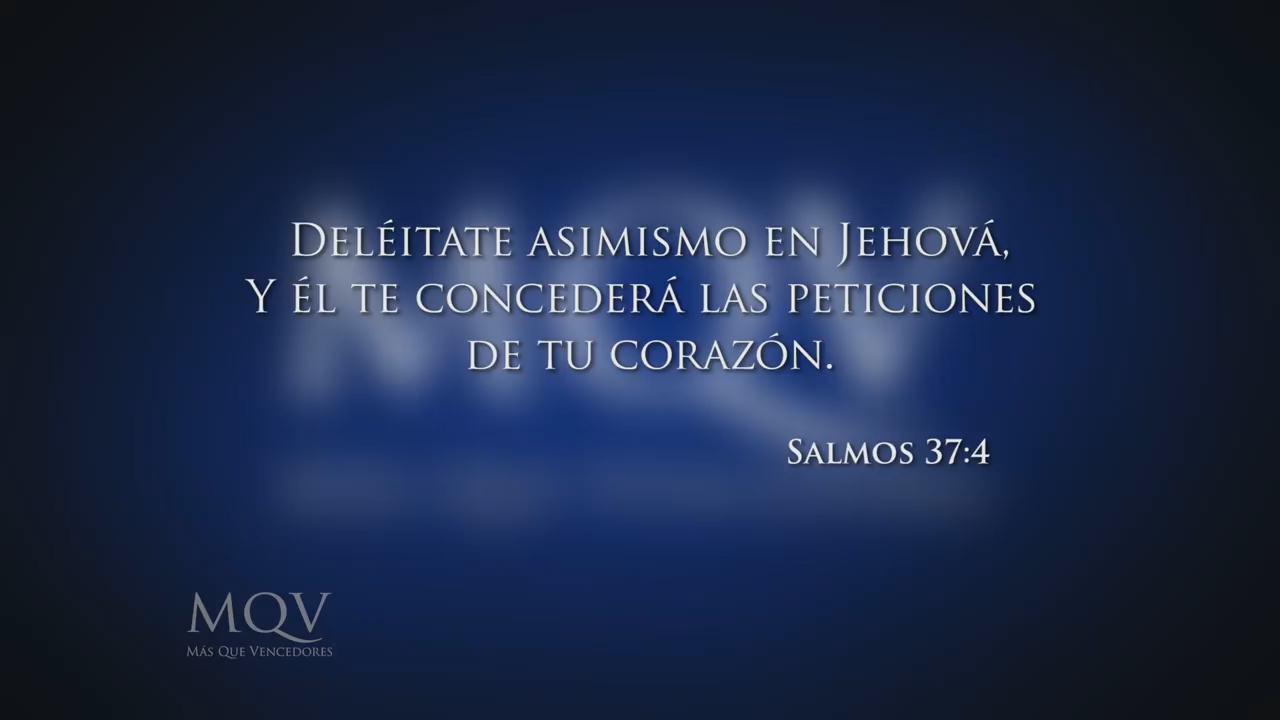 Deléitate asimismo en Jehová,
Y él te concederá las peticiones
de tu corazón.
Salmos 37:4
MQV
Más Que Vencedores